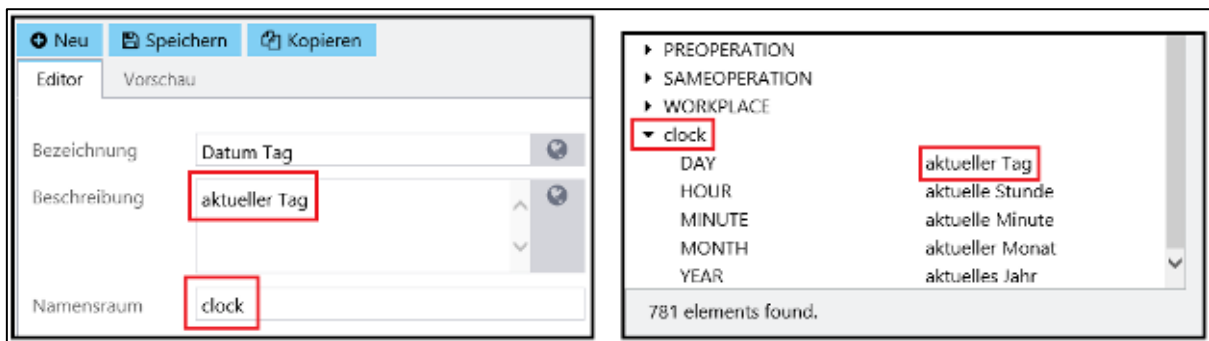 Neu Speichern Kopieren
Editor Vorschau
Bezeichnung Datum Tag
Beschreibung aktueller Tag
Namensraum clock
PREOPERATION
SAMEOPERATION
WORKPLACE
clock
DAY aktueller Tag
HOUR aktuelle Stunde
MINUTE aktuelle Minute
MONTH aktueller Monat
YEAR aktuelles Jahr
781 elements found.